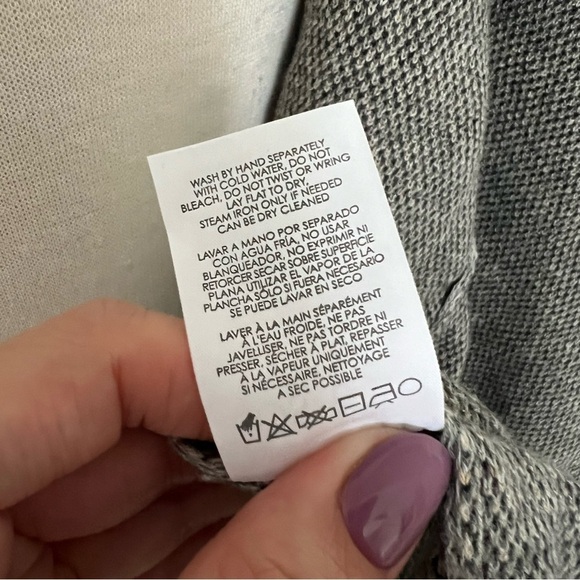 WASH BY HAND SEPARATELY
WITH COLD WATER, DO NOT
BLEACH, DO NOT TWIST OR WRING
LAY FLAT TO DRY,
STEAM IRON ONLY IF NEEDED
CAN BE DRY CLEANED
LAVAR A MANO POR SEPARADO
CON AGUA FRÍA, NO USAR
BLANQUEADOR, NO EXPRIMIR NI
RETORCER SECAR SOBRE SUPERFICIE
PLANA UTILIZAR EL VAPOR DE LA
PLANCHA SÓLO SI FUERA NECESARIO
SE PUEDE LAVAR EN SECO
LAVER À LA MAIN SÉPARÉMENT
À L'EAU FROIDE, NE PAS
JAVELLISER, NE PAS TORDRE NI
PRESSER, SÉCHER À PLAT, REPASSER
À LA VAPEUR UNIQUEMENT
SI NÉCESSAIRE, NETTOYAGE
A SEC POSSIBLE